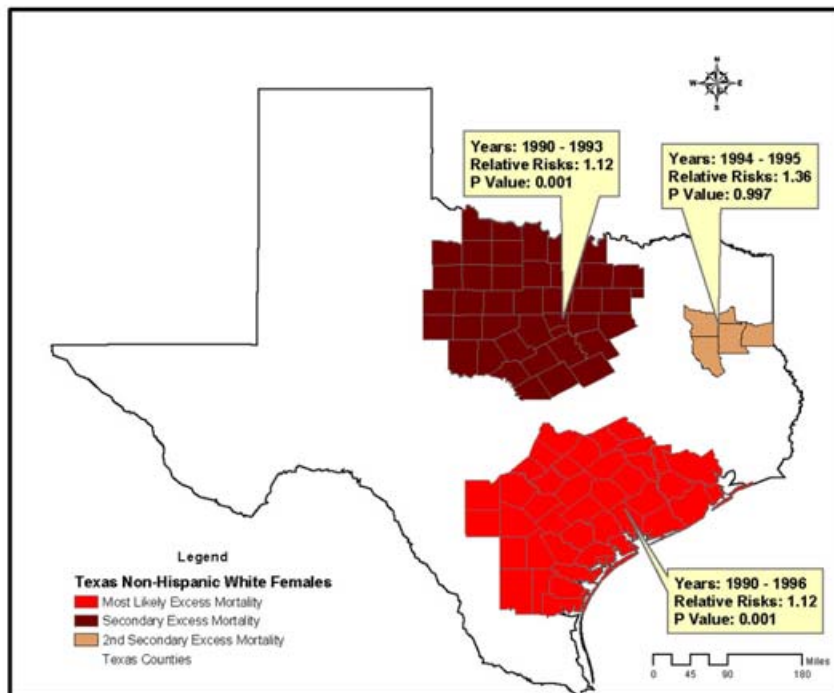 N
W E
S
Years: 1990 - 1993
Relative Risks: 1.12
P Value: 0.001
Years: 1994 - 1995
Relative Risks: 1.36
P Value: 0.997
Years: 1990 - 1996
Relative Risks: 1.12
P Value: 0.001
Legend
Texas Non-Hispanic White Females
Most Likely Excess Mortality
Secondary Excess Mortality
2nd Secondary Excess Mortality
Texas Counties
Miles
0 45 90 180